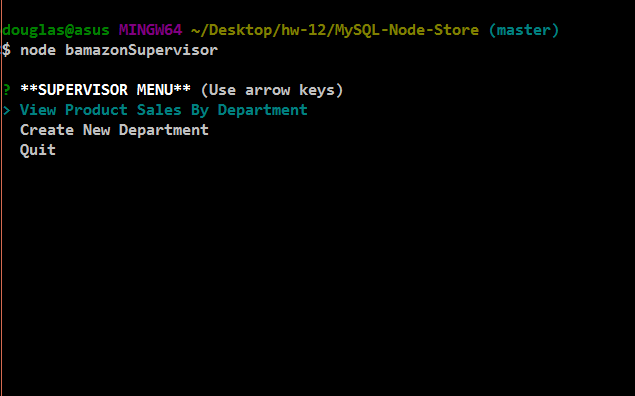 douglas@asus MINGW64 ~/Desktop/hw-12/MySQL-Node-Store (master)
$ node bamazonSupervisor
? **SUPERVISOR MENU** (Use arrow keys)
> View Product Sales By Department
Create New Department
Quit